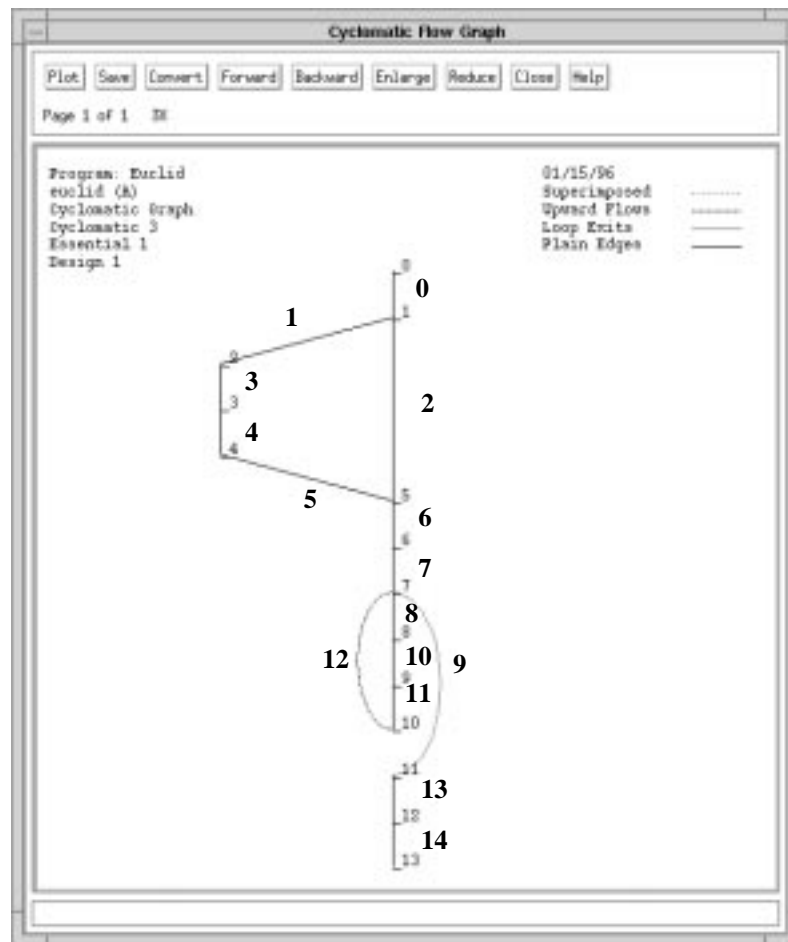 Cyclomatic Flow Graph
Plot Save Convert Forward Backward Enlarge Reduce Close Help
Page 1 of 1
Program: Euclid
euclid (A)
Cyclomatic Graph
Cyclomatic 3
Essential 1
Design 1
01/15/96
Superimposed
Upward Flows
Loop Exits
Plain Edges
0
0
1
1
2
3
2
3
4
4
5
5
6
6
7
7
8
8
12
10
9
9
11
10
11
13
12
14
13